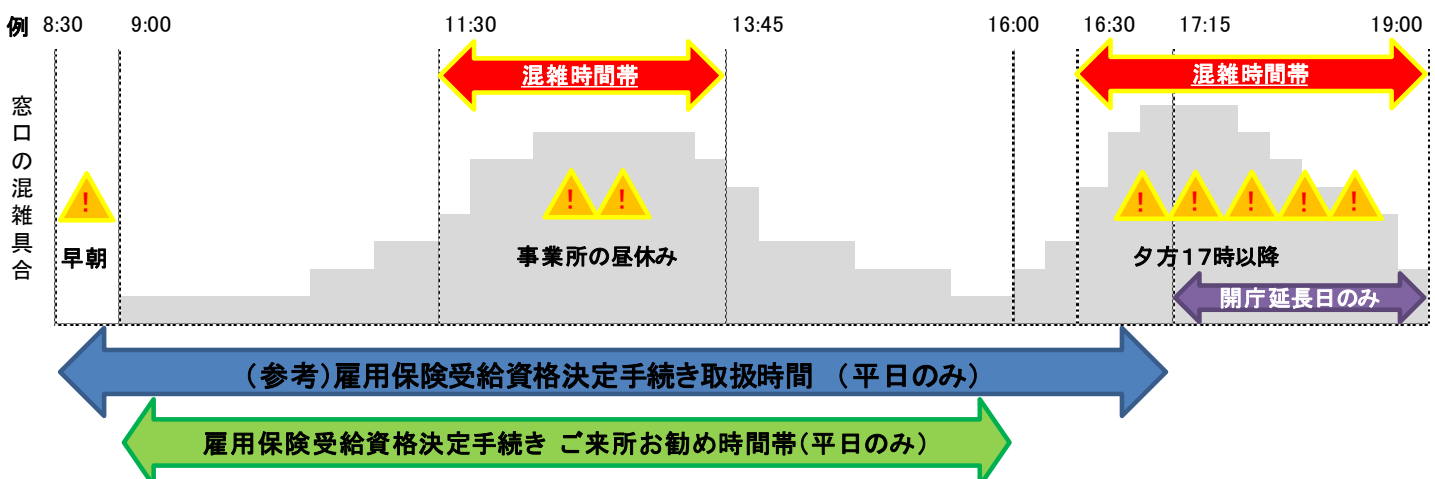 例 8:30 9:00 11:30 13:45 16:00 16:30 17:15 19:00
混雑時間帯 混雑時間帯
窓口の混雑具合
! ! ! ! ! ! ! !
早朝 事業所の昼休み 夕方17時以降
開庁延長日のみ
(参考)雇用保険受給資格決定手続き取扱時間 (平日のみ)
雇用保険受給資格決定手続き ご来所お勧め時間帯(平日のみ)